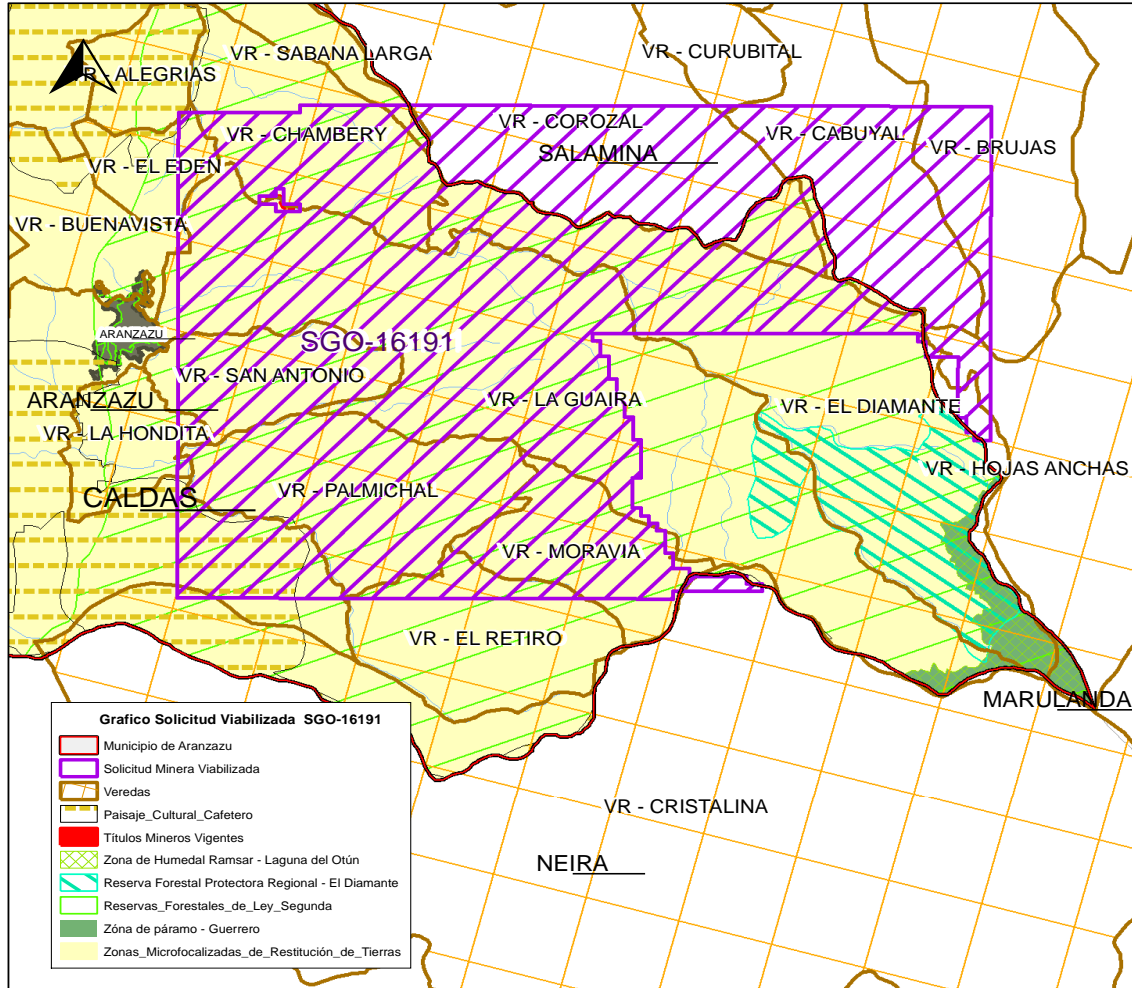 VR - SABANA LARGA
VR - CURUBITAL
R - ALEGRIAS
VR - COROZAL
VR - CHAMBERY
VR - CABUYAL
VR - BRUJAS
SALAMINA
VR - EL EDEN
VR - BUENAVISTA
ARANZAZU
SGO-16191
VR - SAN ANTONIO
ARANZAZU
VR - LA GUAIRA
VR - EL DIAMANTE
VR - LA HONDITA
VR - HOJAS ANCHAS
CALDAS
VR - PALMICHAL
VR - MORAVIA
VR - EL RETIRO
MARULANDA
Grafico Solicitud Viabilizada SGO-16191
Municipio de Aranzazu
Solicitud Minera Viabilizada
Veredas
Paisaje_Cultural_Cafetero
Títulos Mineros Vigentes
Zona de Humedal Ramsar - Laguna del Otún
Reserva Forestal Protectora Regional - El Diamante
Reservas_Forestales_de_Ley_Segunda
Zóna de páramo - Guerrero
Zonas_Microfocalizadas_de_Restitución_de_Tierras
VR - CRISTALINA
NEIRA